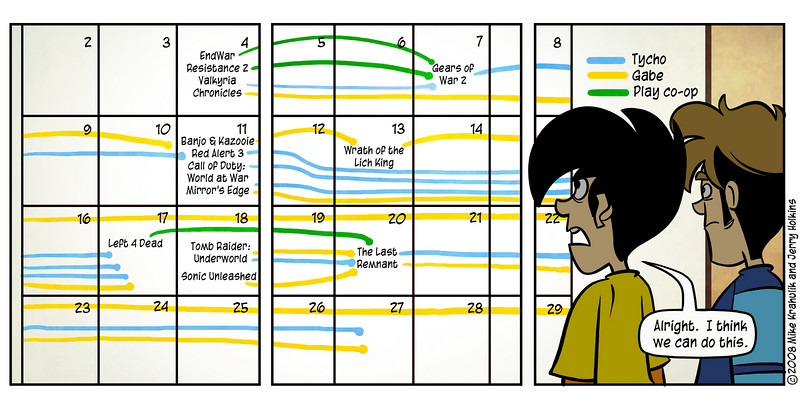 2
3
4
5
6
7
8
EndWar
Resistance 2
Valkyria
Chronicles
Gears of
War 2
Tycho
Gabe
Play co-op
9
10
11
12
13
14
Banjo & Kazooie
Red Alert 3
Call of Duty:
World at War
Mirror's Edge
Wrath of the
Lich King
16
17
18
19
20
21
22
Left 4 Dead
Tomb Raider:
Underworld
Sonic Unleashed
The Last
Remnant
23
24
25
26
27
28
29
Alright. I think
we can do this.
©2008 Mike Krahulik and Jerry Holkins